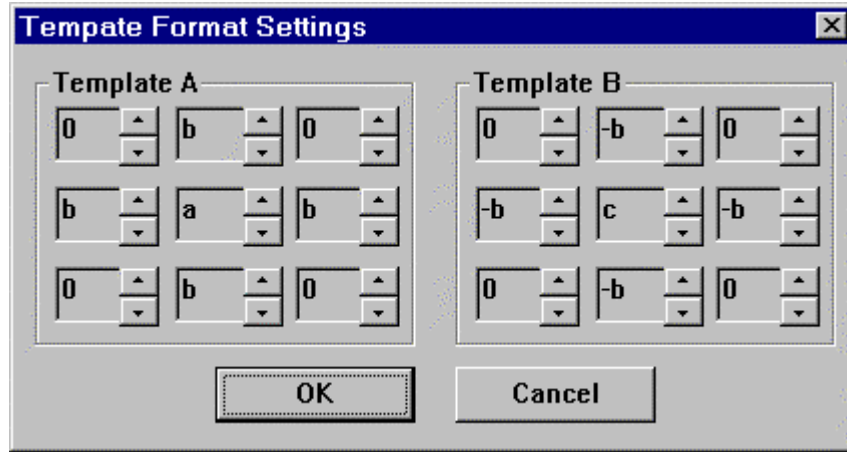 Tempate Format Settings
Template A
Template B
0 b 0
0 -b 0
b a b
-b c -b
0 b 0
0 -b 0
OK
Cancel